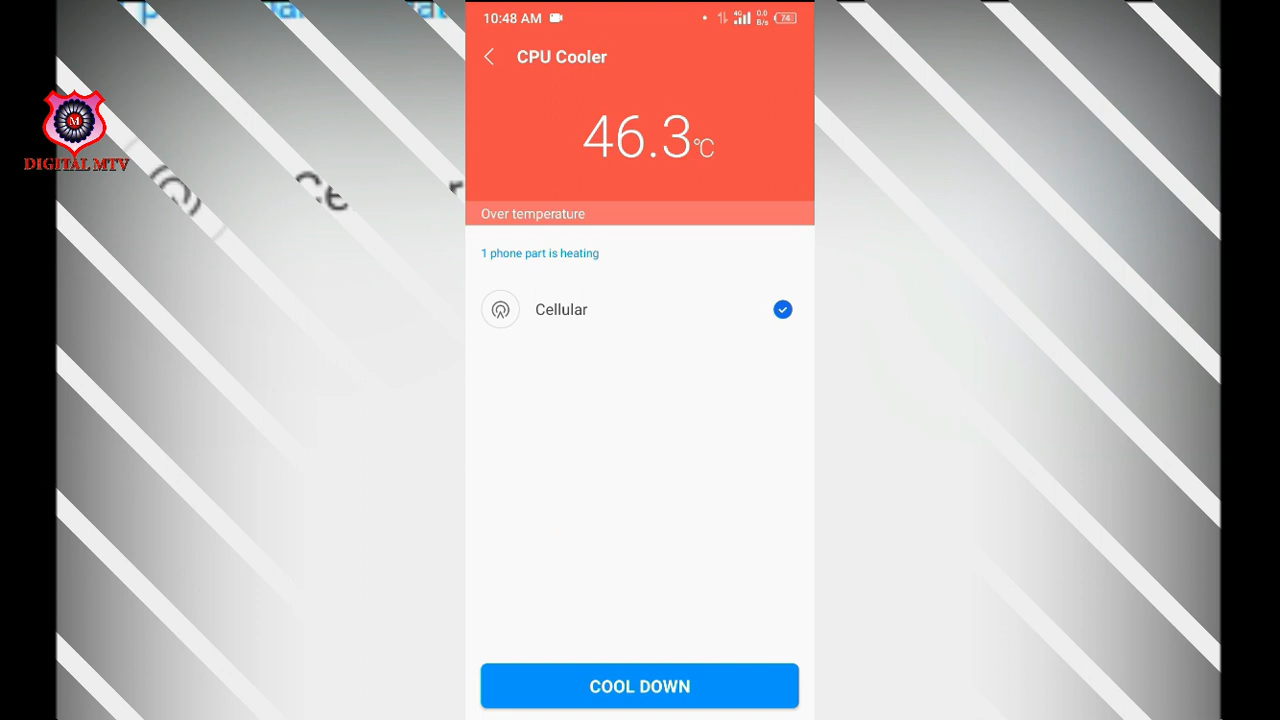 10:48 AM
4G
0.0
B/s
74
CPU Cooler
46.3℃
M
DIGITAL MTV
Over temperature
1 phone part is heating
Cellular
COOL DOWN